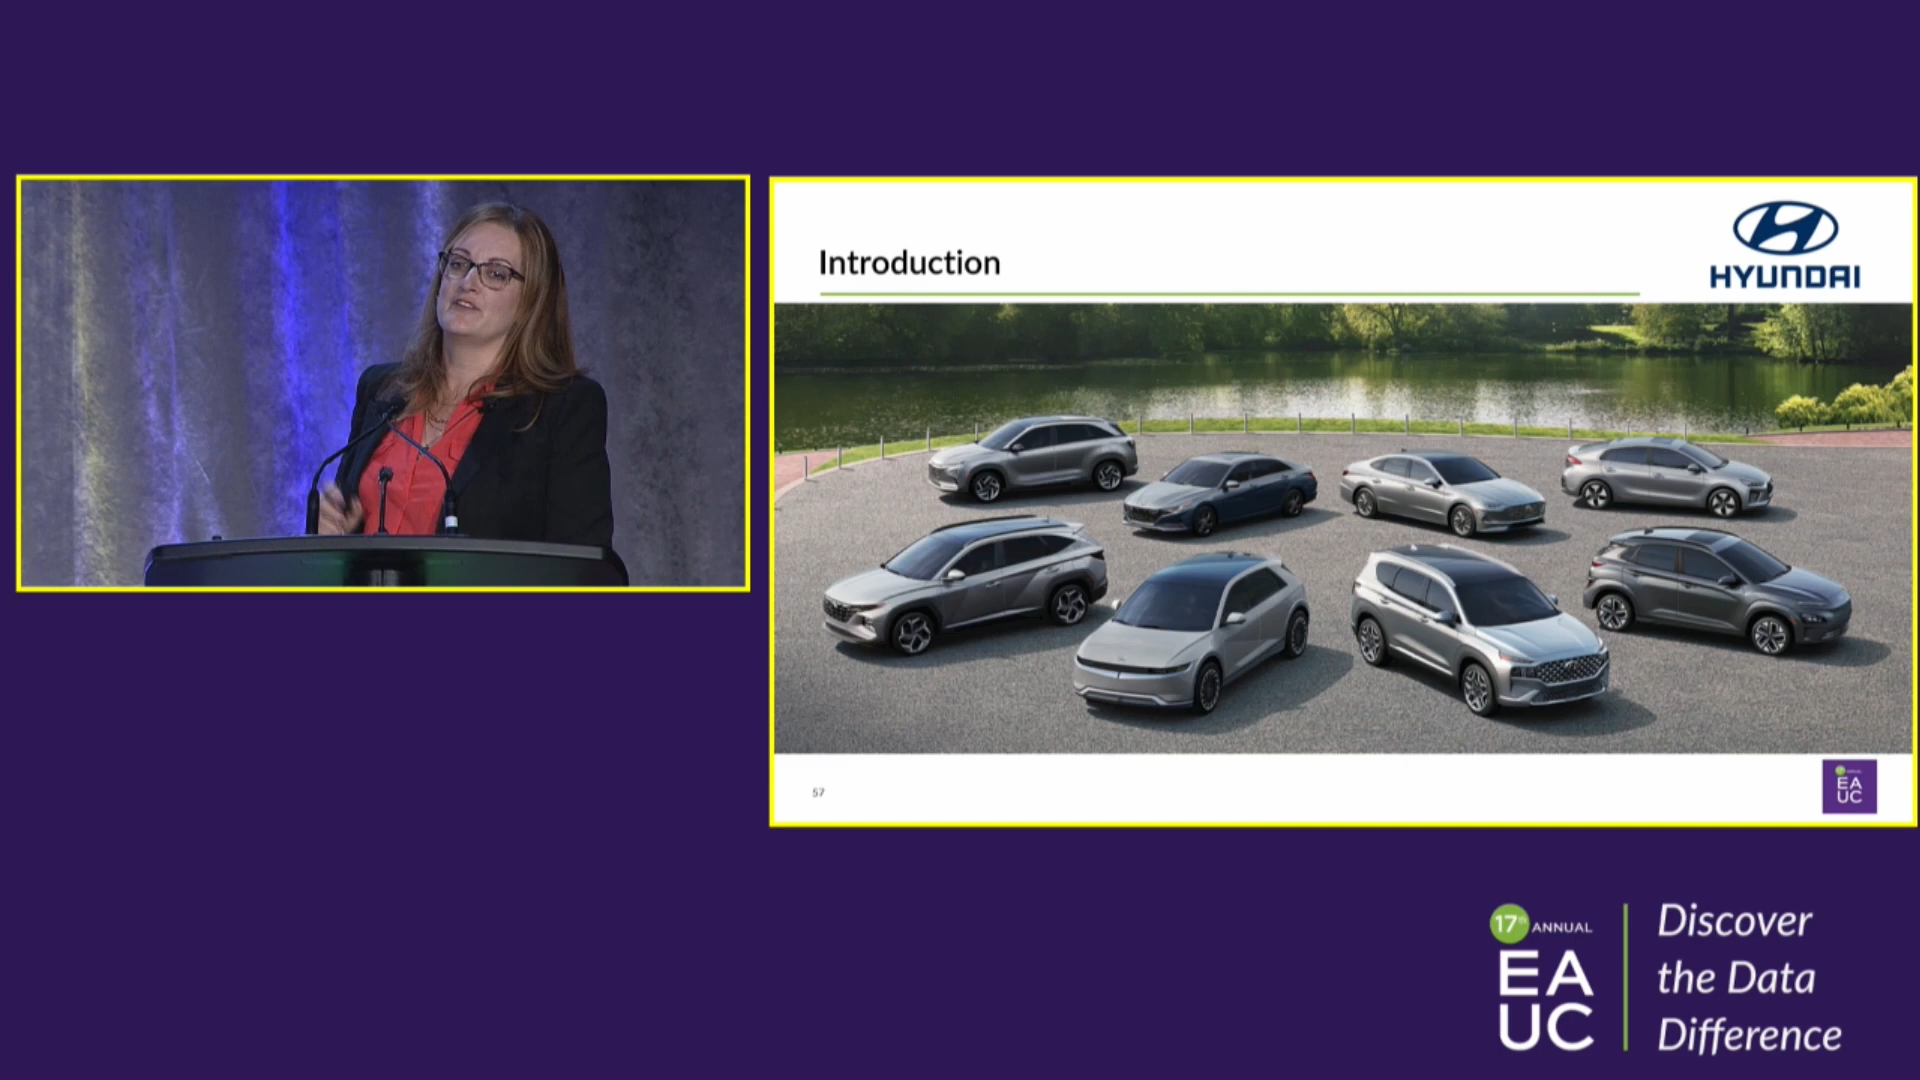 Introduction
HYUNDAI
57
EA
UC
17th ANNUAL
EA
UC
Discover
the Data
Difference